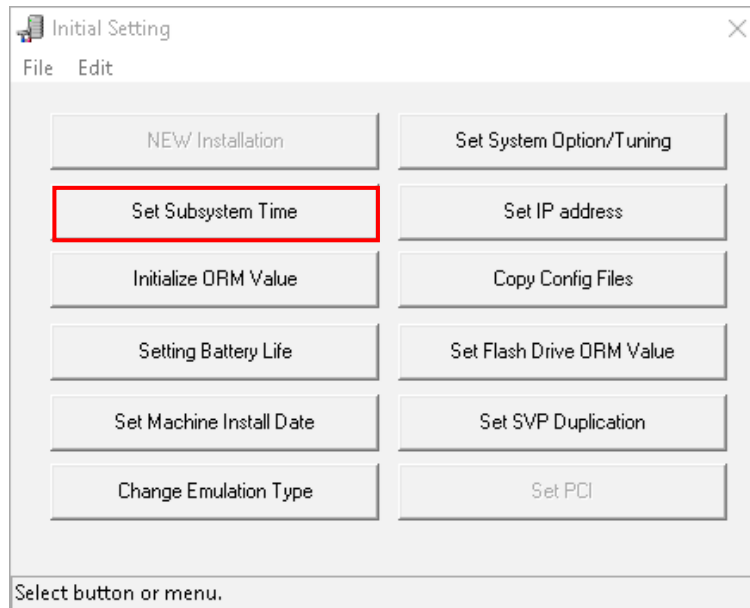 Initial Setting
File Edit
NEW Installation
Set System Option/Tuning
Set Subsystem Time
Set IP address
Initialize ORM Value
Copy Config Files
Setting Battery Life
Set Flash Drive ORM Value
Set Machine Install Date
Set SVP Duplication
Change Emulation Type
Set PCI
Select button or menu.